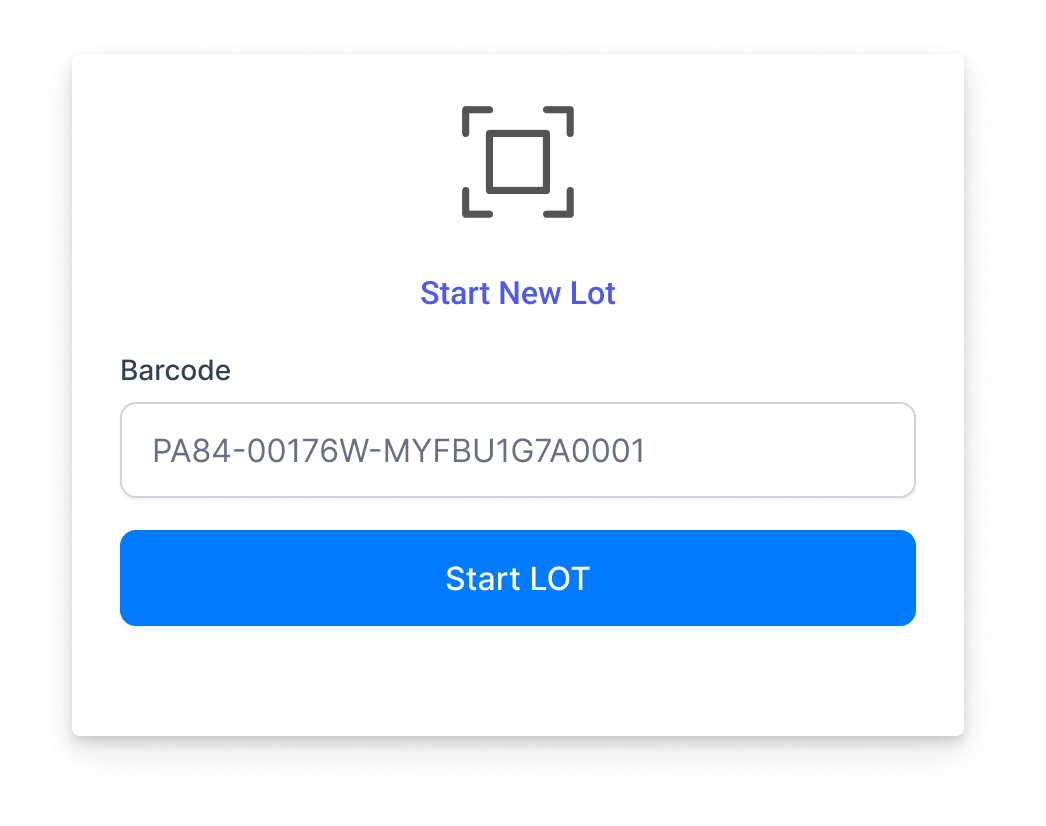 Start New Lot
Barcode
PA84-00176W-MYFBU1G7A0001
Start LOT